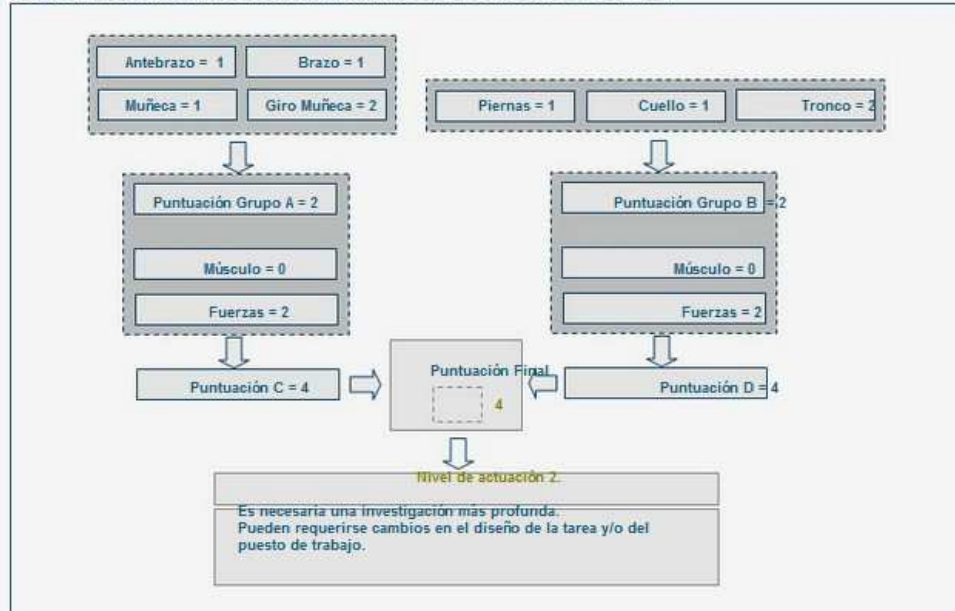 Antebrazo = 1
Brazo = 1
Muñeca = 1
Giro Muñeca = 2
Piernas = 1
Cuello = 1
Tronco = 2
Puntuación Grupo A = 2
Músculo = 0
Fuerzas = 2
Puntuación Grupo B = 2
Músculo = 0
Fuerzas = 2
Puntuación C = 4
Puntuación Final
4
Puntuación D = 4
Nivel de actuación 2.
Es necesaria una investigación más profunda.
Pueden requerirse cambios en el diseño de la tarea y/o del
puesto de trabajo.